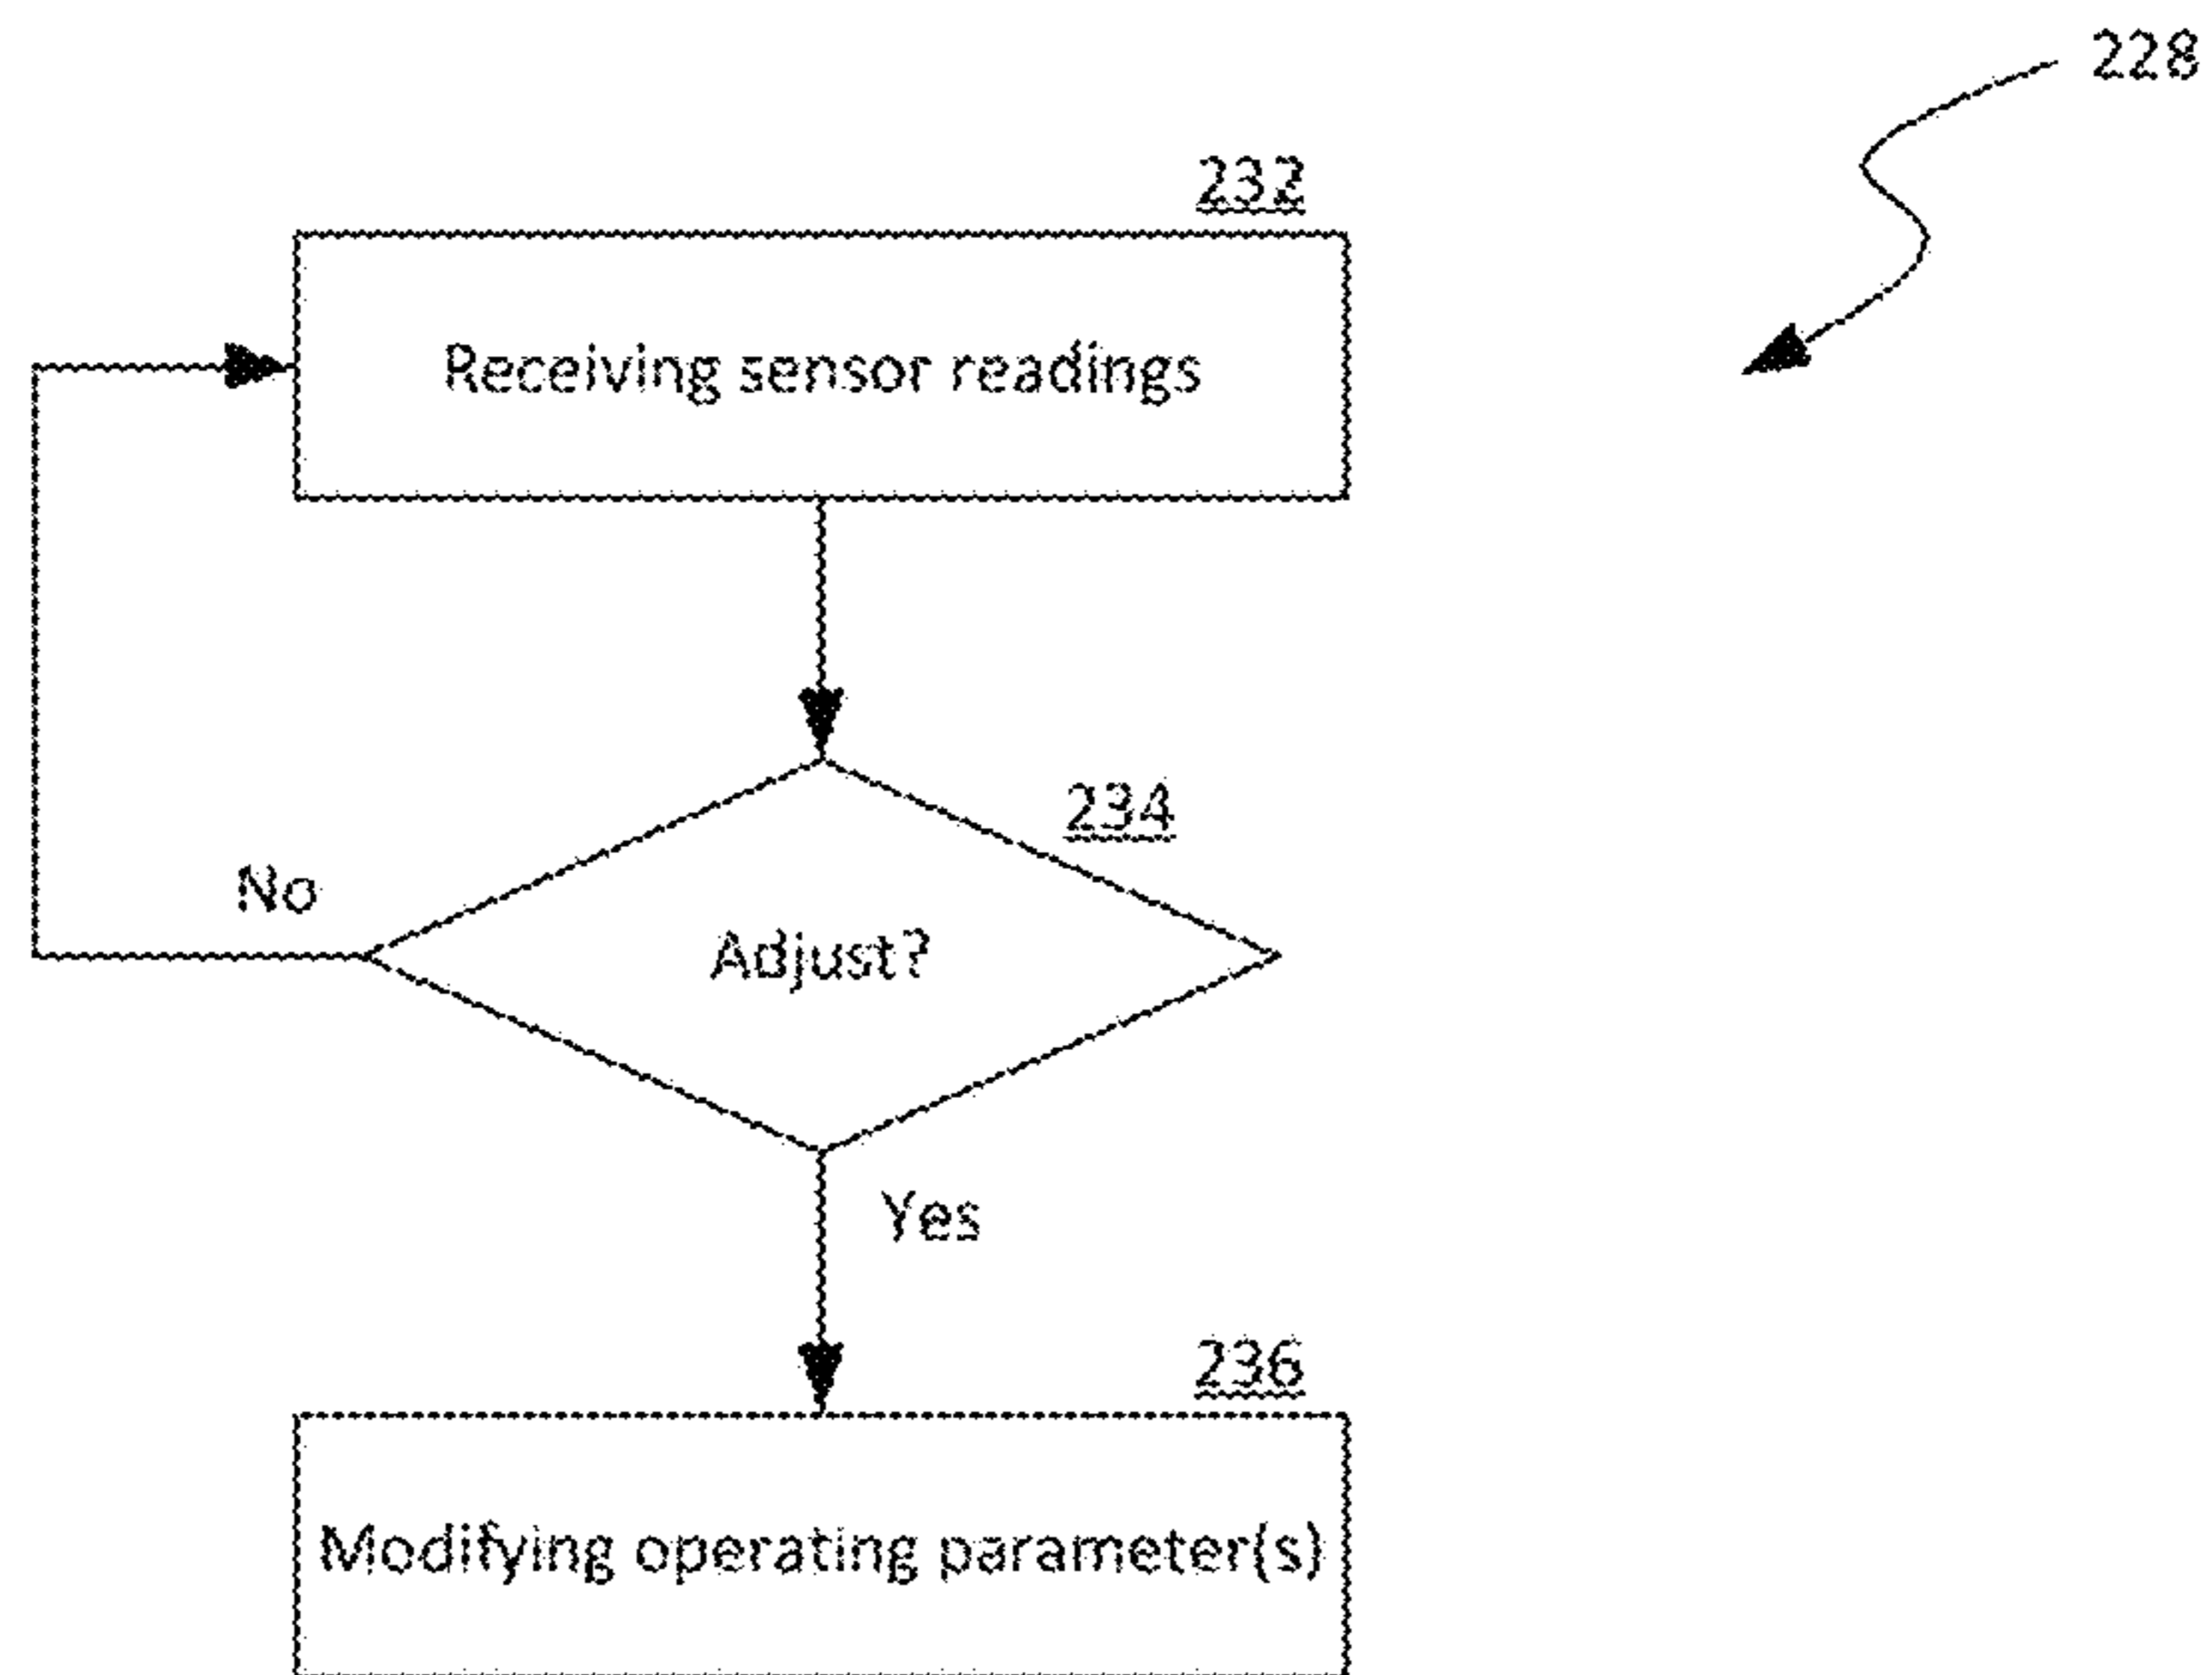 228
232
Receiving sensor readings
234
No
Adjust?
Yes
236
Modifying operating parameter(s)